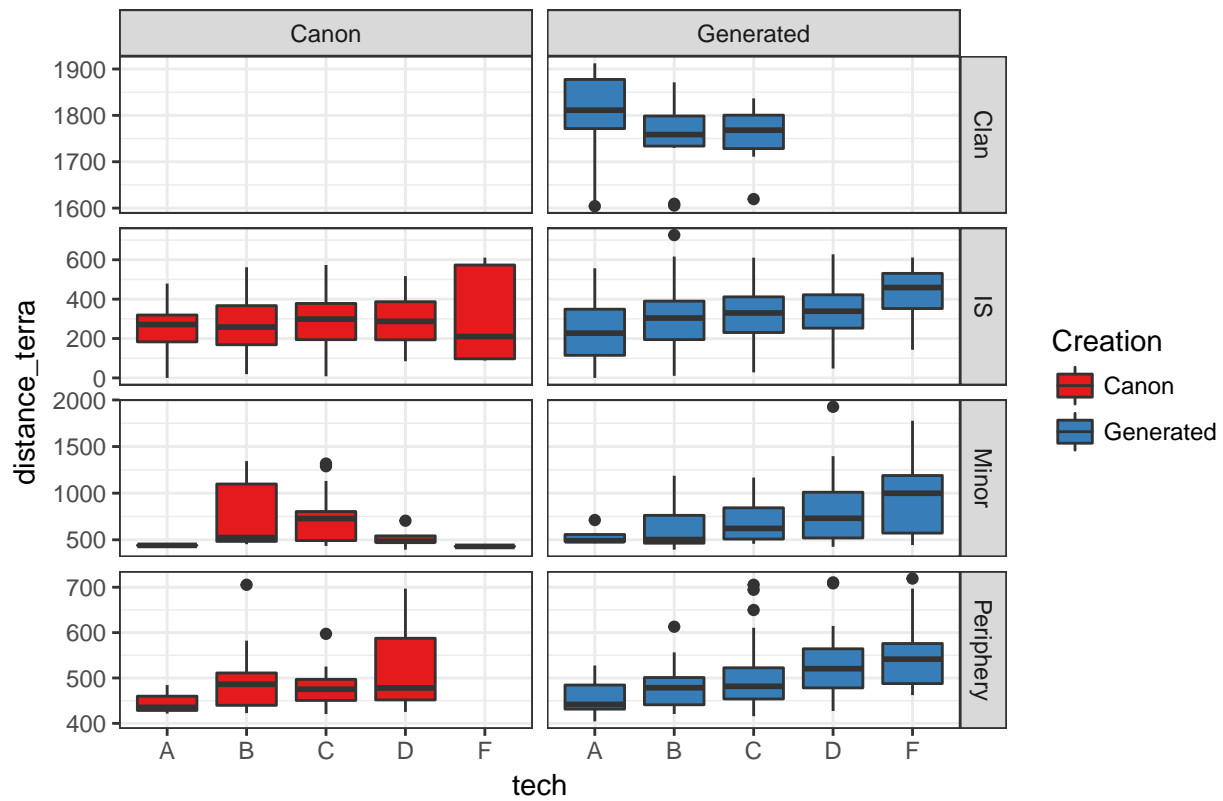 Canon Generated
1900
1800
1700
1600
Clan
600
400
200
0
IS
2000
1500
1000
500
Minor
700
600
500
400
Periphery
A B C D F A B C D F
tech
distance_terra
Creation
Canon
Generated